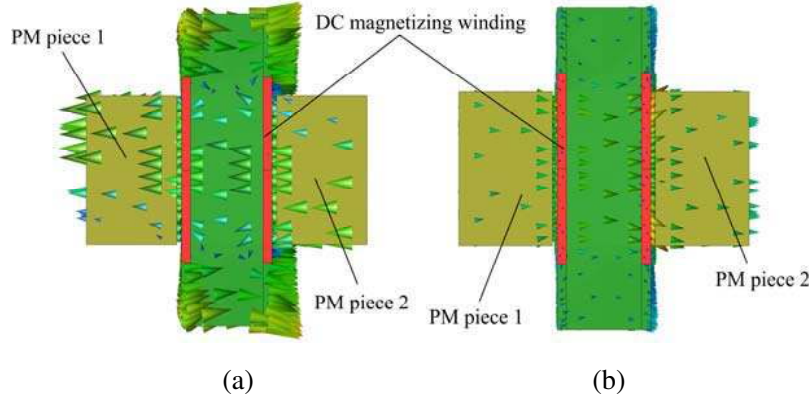 PM piece 1
DC magnetizing winding
PM piece 2
PM piece 1
PM piece 2
(a)
(b)